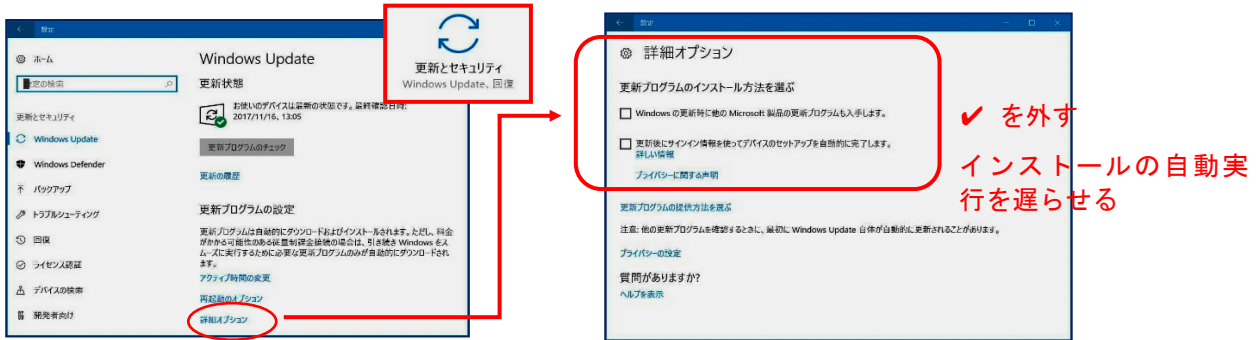 設定
ホーム
定の検索
更新とセキュリティ
Windows Update
Windows Defender
バックアップ
トラブルシューティング
回復
ライセンス認証
デバイスの検索
開発者向け
Windows Update
更新状態
お使いのデバイスは最新の状態です。最終確認日時:
2017/11/16、13:05
更新プログラムのチェック
更新の履歴
更新プログラムの設定
更新プログラムは自動的にダウンロードおよびインストールされます。ただし、料金
がかかる可能性のある従量制課金接続の場合は、引き続き Windows をス
ムーズに実行するために必要な更新プログラムのみが自動的にダウンロードされ
ます。
アクティブ時間の変更
再起動のオプション
詳細オプション
更新とセキュリティ
Windows Update、回復
設定
詳細オプション
更新プログラムのインストール方法を選ぶ
Windows の更新時に他の Microsoft 製品の更新プログラムも入手します。
更新後にサインイン情報を使ってデバイスのセットアップを自動的に完了します。
詳しい情報
プライバシーに関する声明
更新プログラムの提供方法を選ぶ
注意: 他の更新プログラムを確認するときに、最初に Windows Update 自体が自動的に更新されることがあります。
プライバシーの設定
質問がありますか?
ヘルプを表示
✔ を外す
インストールの自動実
行を遅らせる